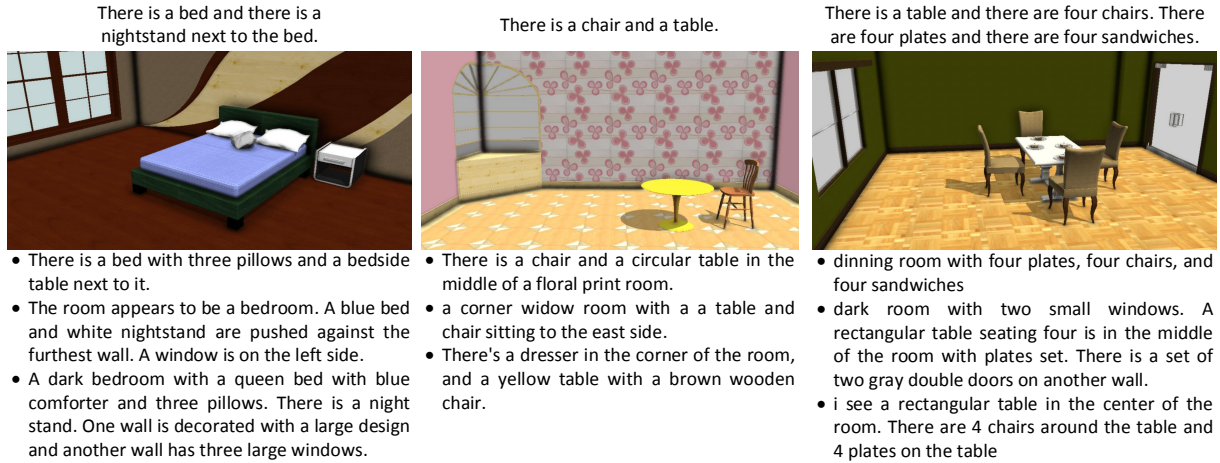 There is a bed and there is a
nightstand next to the bed.
• There is a bed with three pillows and a bedside
table next to it.
• The room appears to be a bedroom. A blue bed
and white nightstand are pushed against the
furthest wall. A window is on the left side.
• A dark bedroom with a queen bed with blue
comforter and three pillows. There is a night
stand. One wall is decorated with a large design
and another wall has three large windows.
There is a chair and a table.
• There is a chair and a circular table in the
middle of a floral print room.
• a corner widow room with a a table and
chair sitting to the east side.
• There's a dresser in the corner of the room,
and a yellow table with a brown wooden
chair.
There is a table and there are four chairs. There
are four plates and there are four sandwiches.
• dinning room with four plates, four chairs, and
four sandwiches
• dark room with two small windows. A
rectangular table seating four is in the middle
of the room with plates set. There is a set of
two gray double doors on another wall.
• i see a rectangular table in the center of the
room. There are 4 chairs around the table and
4 plates on the table